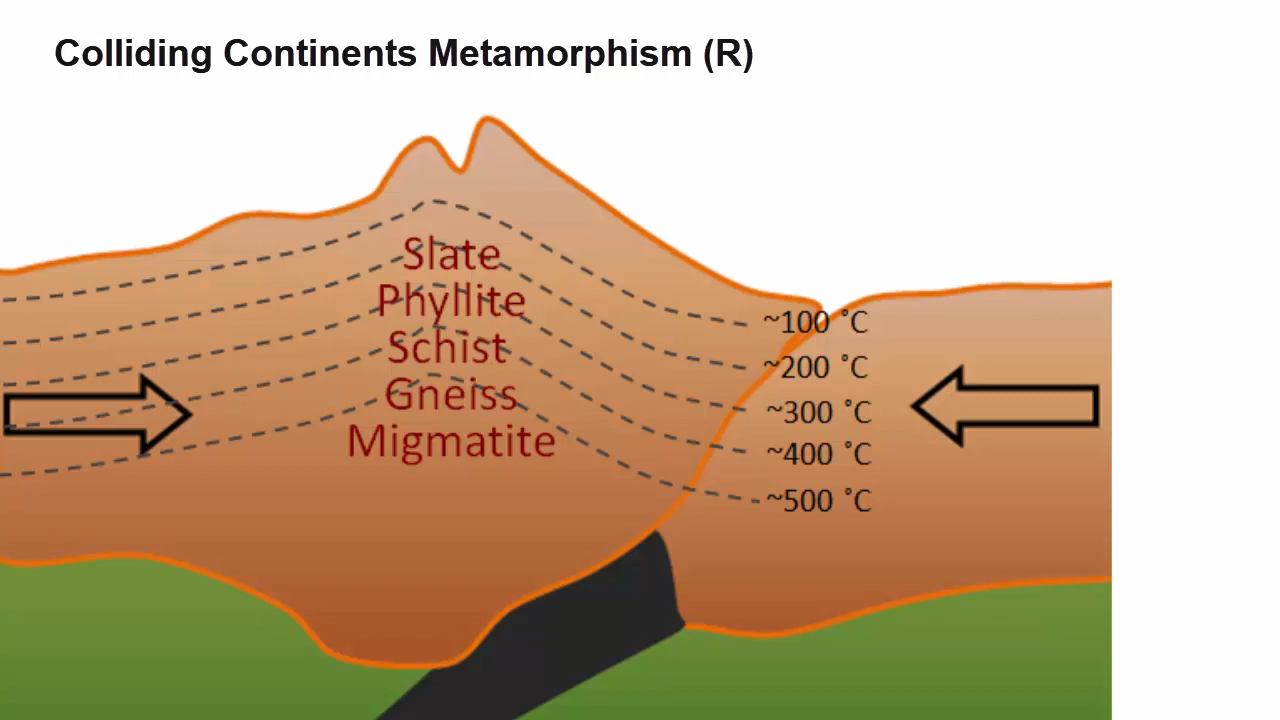 Colliding Continents Metamorphism (R)
Slate
Phyllite
Schist
Gneiss
Migmatite
~100 ˚C
~200 ˚C
~300 ˚C
~400 ˚C
~500 ˚C